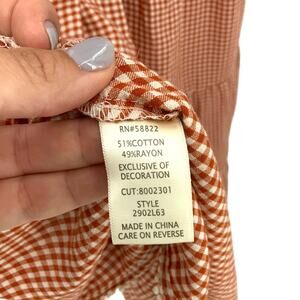 RN#58822
51%COTTON
49%RAYON
EXCLUSIVE OF
DECORATION
CUT:8002301
STYLE
2902L63
MADE IN CHINA
CARE ON REVERSE